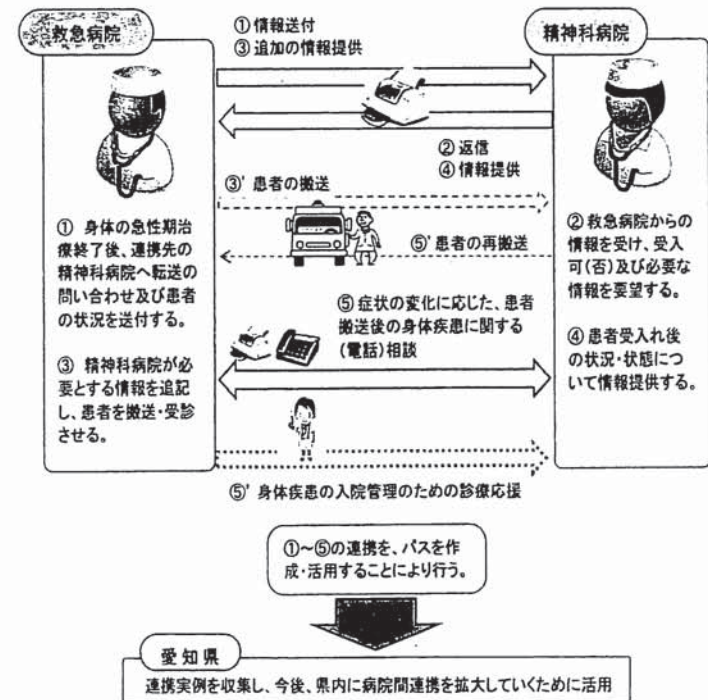 救急病院
精神科病院
① 情報送付
③ 追加の情報提供
② 返信
④ 情報提供
③' 患者の搬送
⑤' 患者の再搬送
① 身体の急性期治
療終了後、連携先の
精神科病院へ転送の
問い合わせ及び患者
の状況を送付する。
③ 精神科病院が必
要とする情報を追記
し、患者を搬送・受診
させる。
② 救急病院からの
情報を受け、受入
可(否)及び必要な
情報を要望する。
④ 患者受入れ後
の状況・状態につ
いて情報提供する。
⑤ 症状の変化に応じた、患者
搬送後の身体疾患に関する
(電話)相談
⑤' 身体疾患の入院管理のための診療応援
①～⑤の連携を、パスを作
成・活用することにより行う。
愛知県
連携実例を収集し、今後、県内に病院間連携を拡大していくために活用